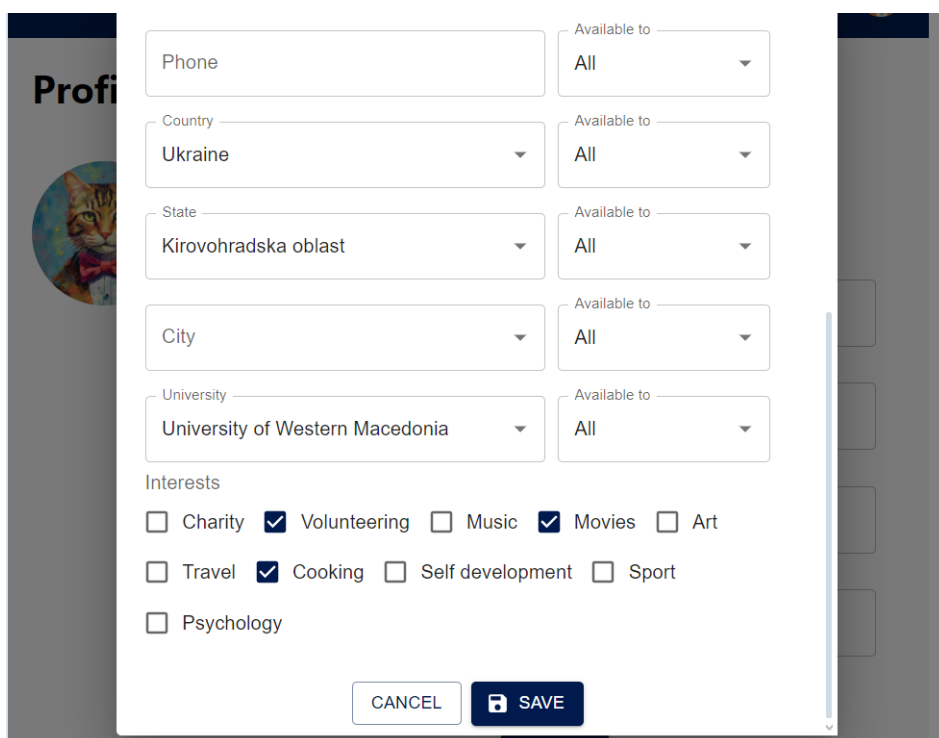 Available to
Phone All
Profi
Country Available to
Ukraine All
State Available to
Kirovohradska oblast All
Available to
City All
University Available to
University of Western Macedonia All
Interests
Charity Volunteering Music Movies Art
Travel Cooking Self development Sport
Psychology
CANCEL SAVE